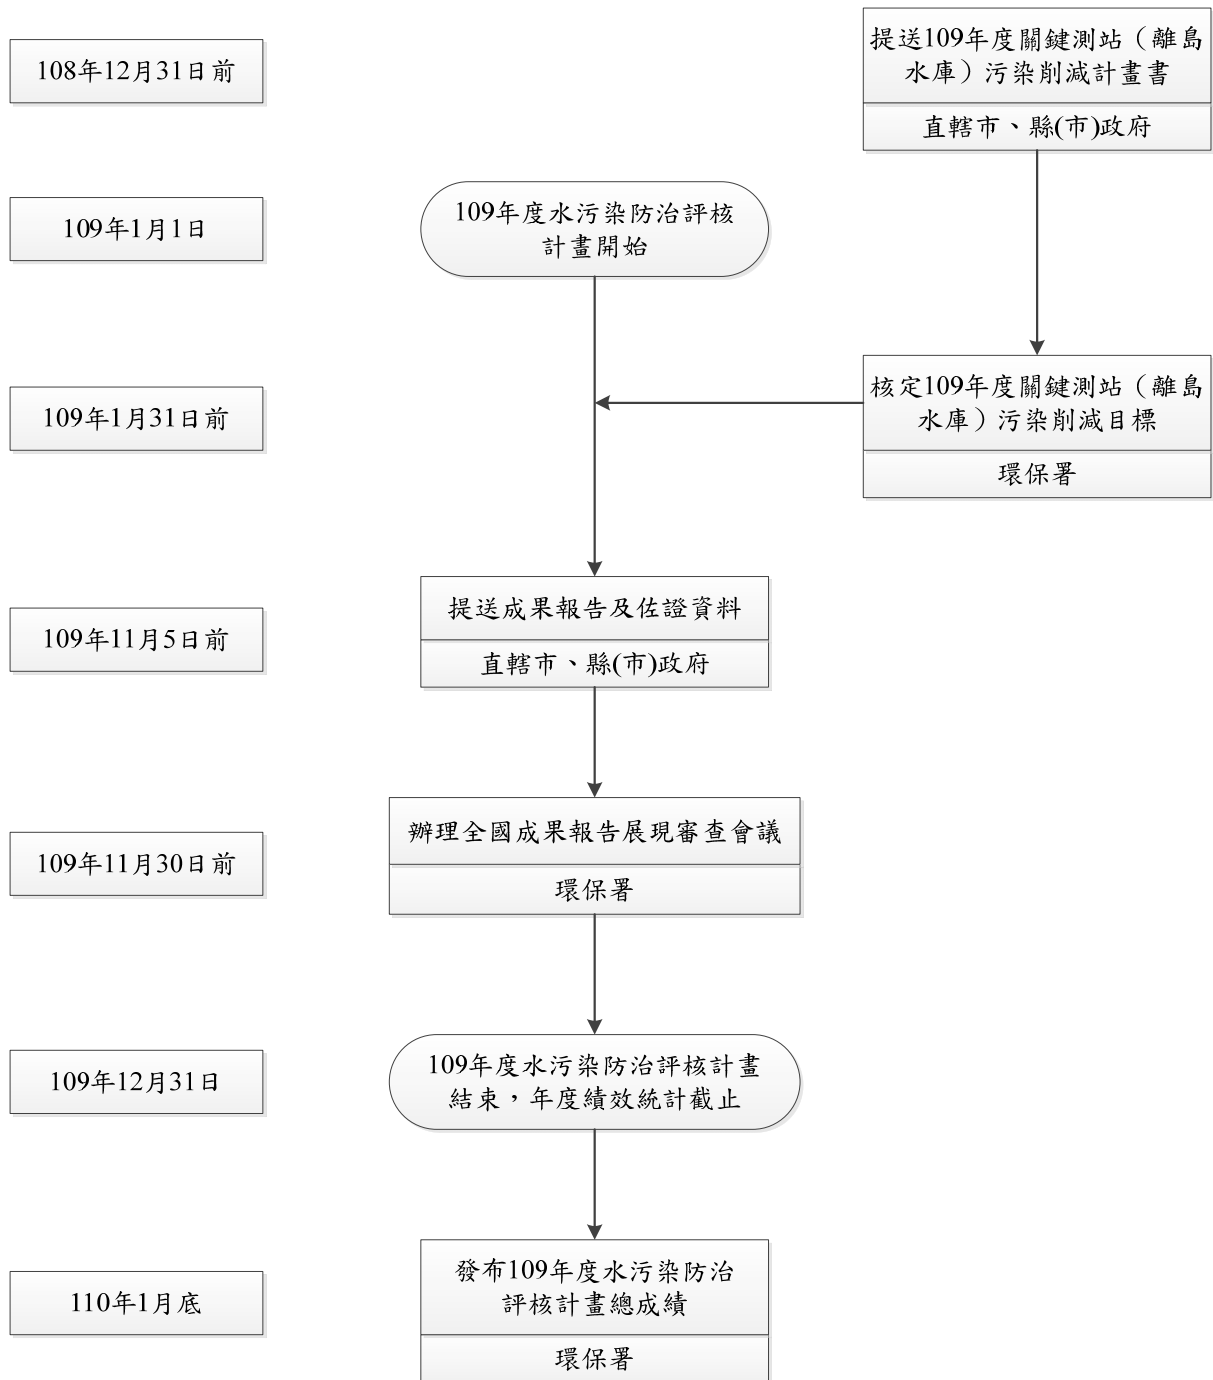 108年12月31日前
提送109年度關鍵測站（離島
水庫）污染削減計畫書
直轄市、縣(市)政府
109年1月1日
109年度水污染防治評核
計畫開始
109年1月31日前
核定109年度關鍵測站（離島
水庫）污染削減目標
環保署
109年11月5日前
提送成果報告及佐證資料
直轄市、縣(市)政府
109年11月30日前
辦理全國成果報告展現審查會議
環保署
109年12月31日
109年度水污染防治評核計畫
結束，年度績效統計截止
110年1月底
發布109年度水污染防治
評核計畫總成績
環保署